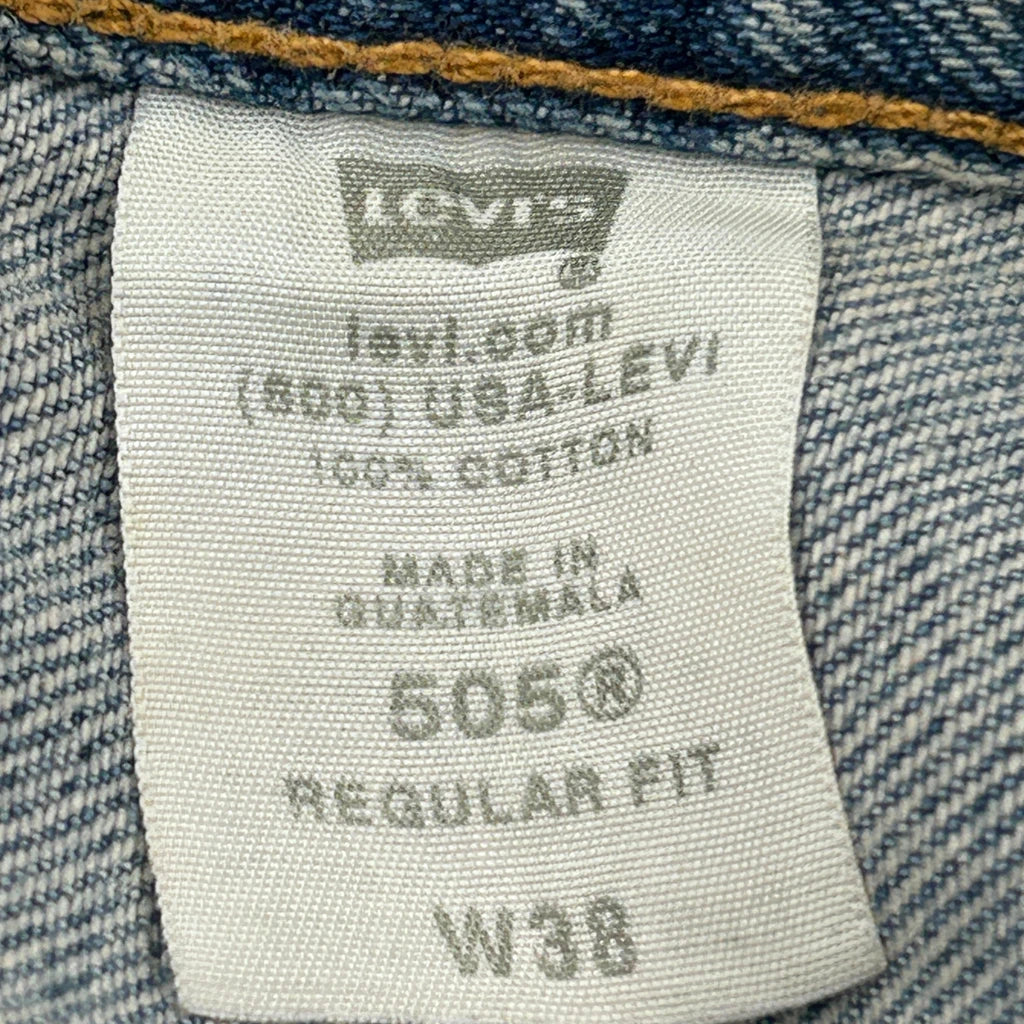 LEVI'S
®
levi.com
(800) USA-LEVI
100% COTTON
MADE IN
GUATEMALA
505®
REGULAR FIT
W38